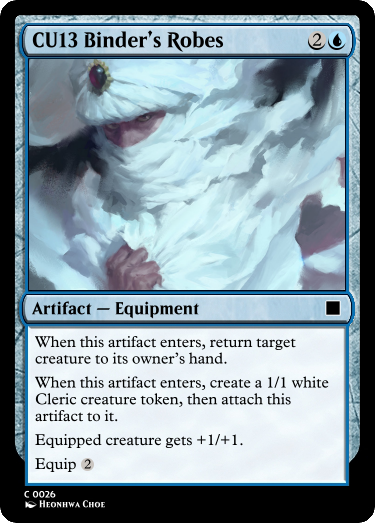 CU13 Binder's Robes 2
Artifact — Equipment
When this artifact enters, return target
creature to its owner's hand.
When this artifact enters, create a 1/1 white
Cleric creature token, then attach this
artifact to it.
Equipped creature gets +1/+1.
Equip 2
C 0026
Heonhwa Choe